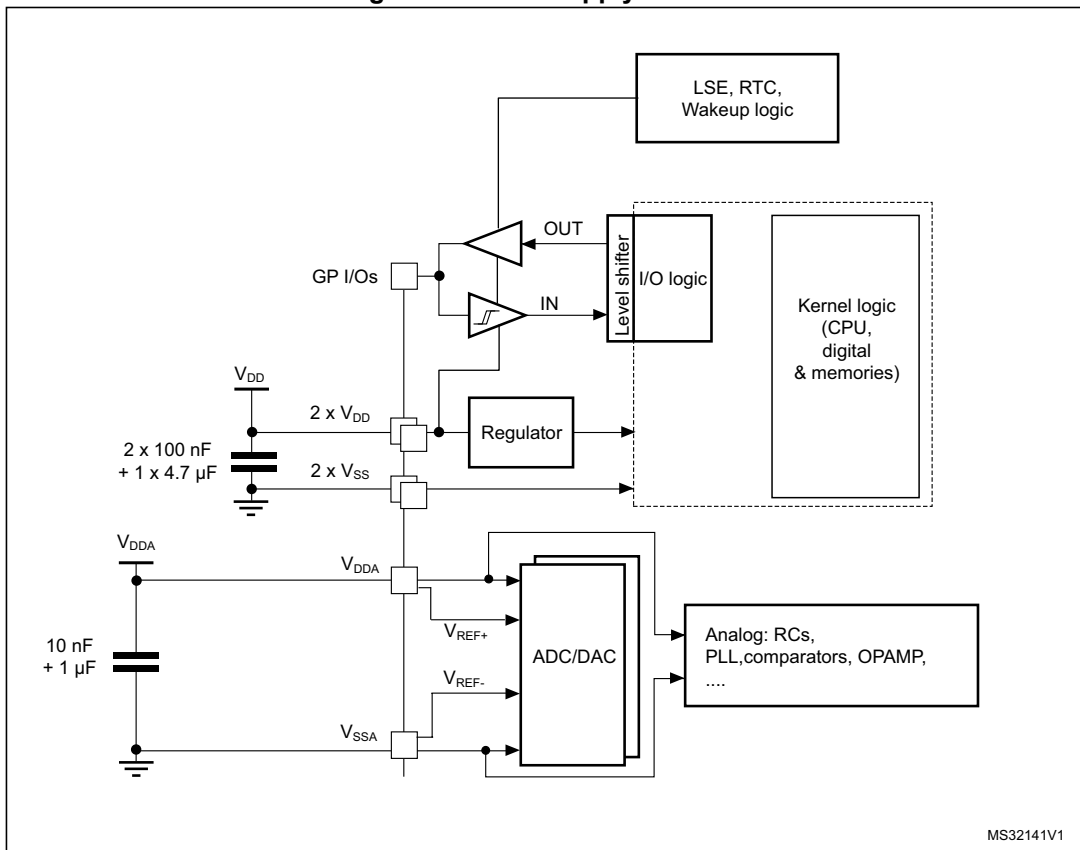 LSE, RTC,
Wakeup logic
OUT
GP I/Os
IN
Level shifter
I/O logic
Kernel logic
(CPU,
digital
& memories)
VDD
2 x VDD
Regulator
2 x 100 nF
+ 1 x 4.7 µF
2 x VSS
VDDA
VDDA
VREF+
10 nF
+ 1 µF
ADC/DAC
Analog: RCs,
PLL,comparators, OPAMP,
....
VREF-
VSSA
MS32141V1